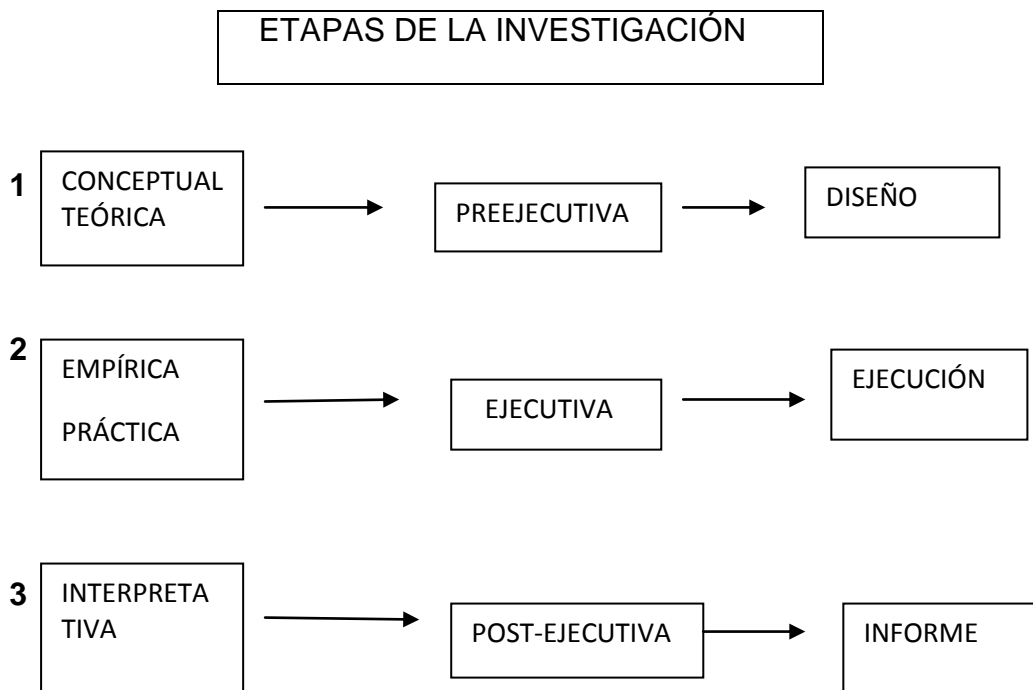 ETAPAS DE LA INVESTIGACIÓN
1
CONCEPTUAL
TEÓRICA
PREEJECUTIVA
DISEÑO
2
EMPÍRICA
PRÁCTICA
EJECUTIVA
EJECUCIÓN
3
INTERPRETA
TIVA
POST-EJECUTIVA
INFORME